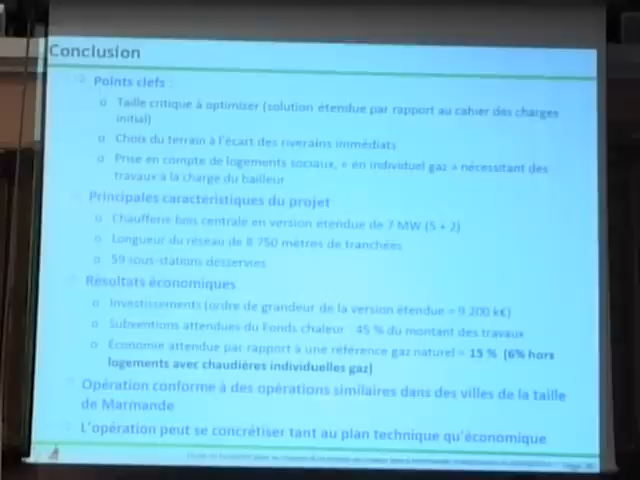 Conclusion
Points clefs :
o Taille critique à optimiser (solution étendue par rapport au cahier des charges
initial)
o Choix du terrain à l'écart des riverains immédiats
o Prise en compte de logements sociaux, « en individuel gaz » nécessitant des
travaux à la charge du bailleur
Principales caractéristiques du projet
o Chaufferie bois centrale en version étendue de 7 MW (5 + 2)
o Longueur du réseau de 8 750 mètres de tranchées
o 59 sous-stations desservies
Résultats économiques
o Investissements (ordre de grandeur de la version étendue = 9 200 k€)
o Subventions attendues du Fonds chaleur : 45 % du montant des travaux
o Économie attendue par rapport à une référence gaz naturel = 15 % (6% hors
logements avec chaudières individuelles gaz)
Opération conforme à des opérations similaires dans des villes de la taille
de Marmande
L'opération peut se concrétiser tant au plan technique qu'économique